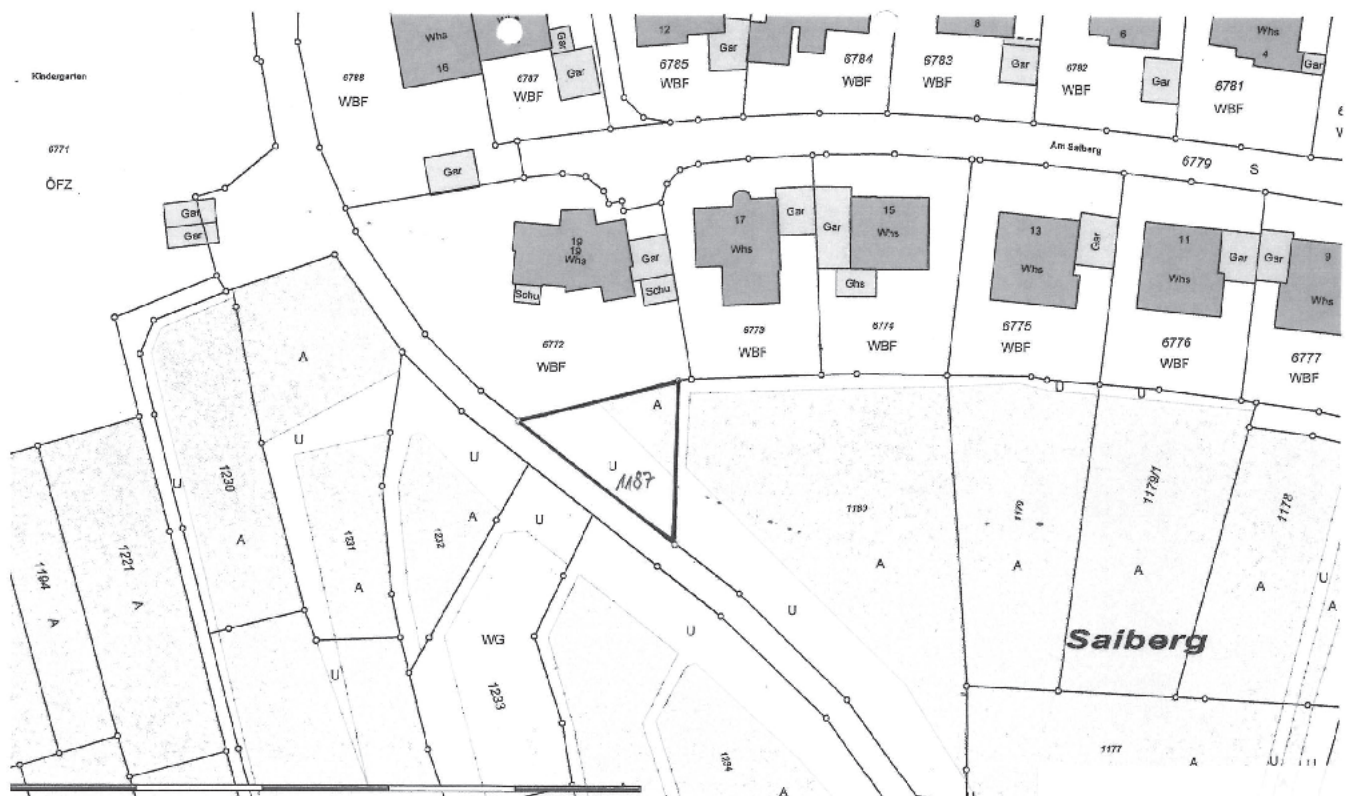 Whs
16
Gar
Gar
12
Gar
8
Gar
6
Gar
Whs
4
Gar
Kindergarten
6788
WBF
6787
WBF
6785
WBF
6784
WBF
6783
WBF
6782
WBF
6781
WBF
6771
ÖFZ
Gar
Am Saiberg
6779
S
Gar
Gar
19
19
Whs
Gar
Schu
Schu
17
Whs
Gar
Gar
15
Whs
Ghs
13
Whs
Gar
11
Whs
Gar
Gar
9
Whs
6772
WBF
6773
WBF
6774
WBF
6775
WBF
6776
WBF
6777
WBF
A
A
U
U
U
U
U
1187
U
A
1230
A
1231
A
1232
1189
A
1179
A
1179/1
A
1178
A
U
A
1194
A
1221
A
U
WG
1233
U
U
Saiberg
1234
A
1177
A
U
U
U